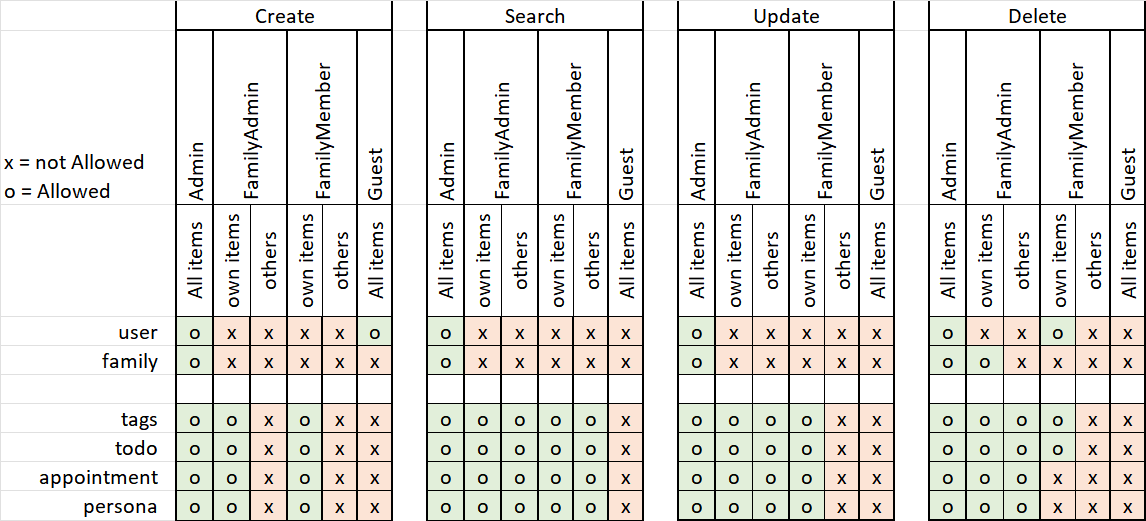 Create Search Update Delete
x = not Allowed
o = Allowed
Admin FamilyAdmin FamilyMember Guest Admin FamilyAdmin FamilyMember Guest Admin FamilyAdmin FamilyMember Guest Admin FamilyAdmin FamilyMember Guest
All items own items others own items others All items All items own items others own items others All items All items own items others own items others All items All items own items others own items others All items
user o x x x x o o x x x x x o x x x x x o x x o x x
family o x x x x x o x x x x x o x x x x x o o x x x x
tags o o x o x x o o o o o x o o o o x x o o o o x x
todo o o x o x x o o o o o x o o o o x x o o o o x x
appointment o o x o x x o o o o o x o o o o x x o o o x x x
persona o o x o x x o o o o o x o o o o x x o o o x x x